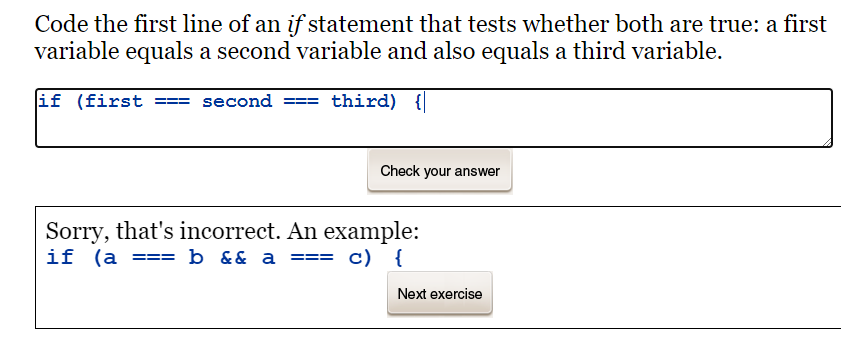 Code the first line of an if statement that tests whether both are true: a first
variable equals a second variable and also equals a third variable.
if (first === second === third) {
Check your answer
Sorry, that's incorrect. An example:
if (a === b && a === c) {
Next exercise